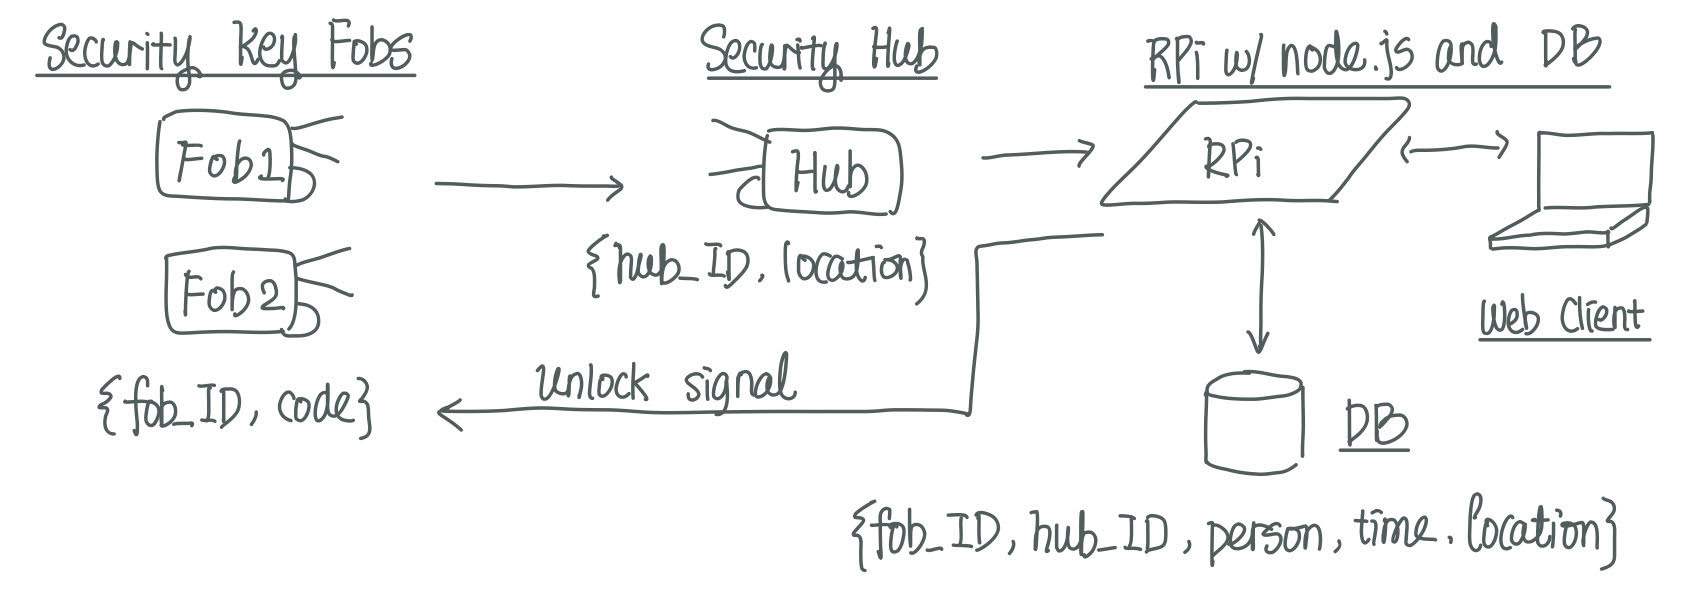 Security Key Fobs
Security Hub
RPi w/ node.js and DB
Fob1
Hub
RPi
Fob2
{hub_ID, location}
Web Client
Unlock signal
{fob_ID, code}
DB
{fob_ID, hub_ID, person, time. location}